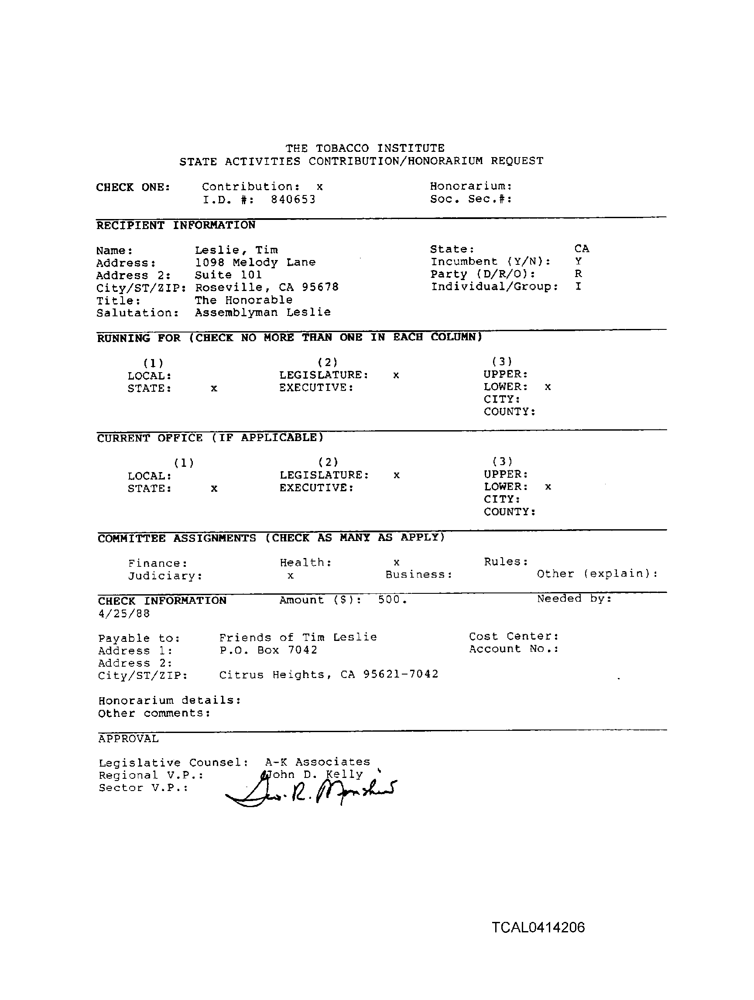 THE TOBACCO INSTITUTE
STATE ACTIVITIES CONTRIBUTION/HONORARIUM REQUEST
CHECK ONE: Contribution: x Honorarium:
I.D. #: 840653 Soc. Sec.#:
RECIPIENT INFORMATION
Name: Leslie, Tim State: CA
Address: 1098 Melody Lane Incumbent (Y/N): Y
Address 2: Suite 101 Party (D/R/O): R
City/ST/ZIP: Roseville, CA 95678 Individual/Group: I
Title: The Honorable
Salutation: Assemblyman Leslie
RUNNING FOR (CHECK NO MORE THAN ONE IN EACH COLUMN)
(1) (2) (3)
LOCAL: LEGISLATURE: x UPPER:
STATE: x EXECUTIVE: LOWER: x
CITY:
COUNTY:
CURRENT OFFICE (IF APPLICABLE)
(1) (2) (3)
LOCAL: LEGISLATURE: x UPPER:
STATE: x EXECUTIVE: LOWER: x
CITY:
COUNTY:
COMMITTEE ASSIGNMENTS (CHECK AS MANY AS APPLY)
Finance: Health: x Rules:
Judiciary: x Business: Other (explain):
CHECK INFORMATION Amount ($): 500. Needed by:
4/25/88
Payable to: Friends of Tim Leslie Cost Center:
Address 1: P.O. Box 7042 Account No.:
Address 2:
City/ST/ZIP: Citrus Heights, CA 95621-7042
Honorarium details:
Other comments:
APPROVAL
Legislative Counsel: A-K Associates
Regional V.P.: John D. Kelly
Sector V.P.:
TCAL0414206